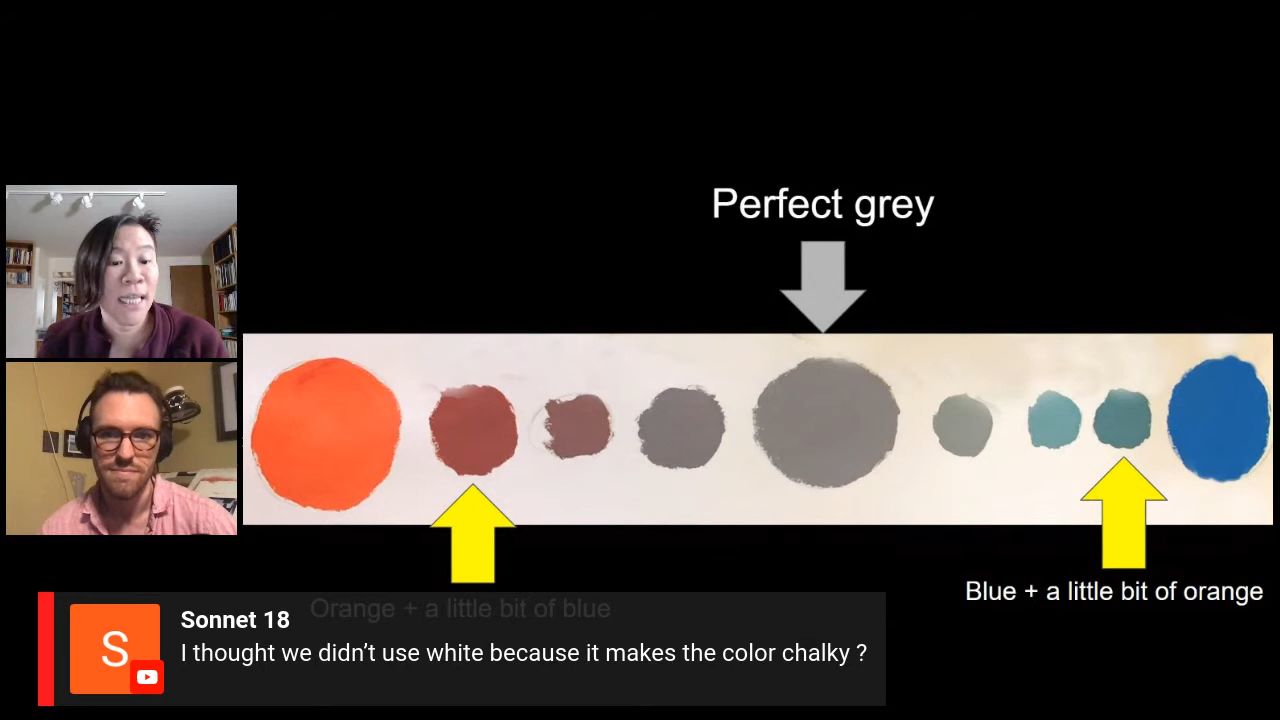 Perfect grey
Blue + a little bit of orange
Orange + a little bit of blue
S
Sonnet 18
I thought we didn’t use white because it makes the color chalky ?